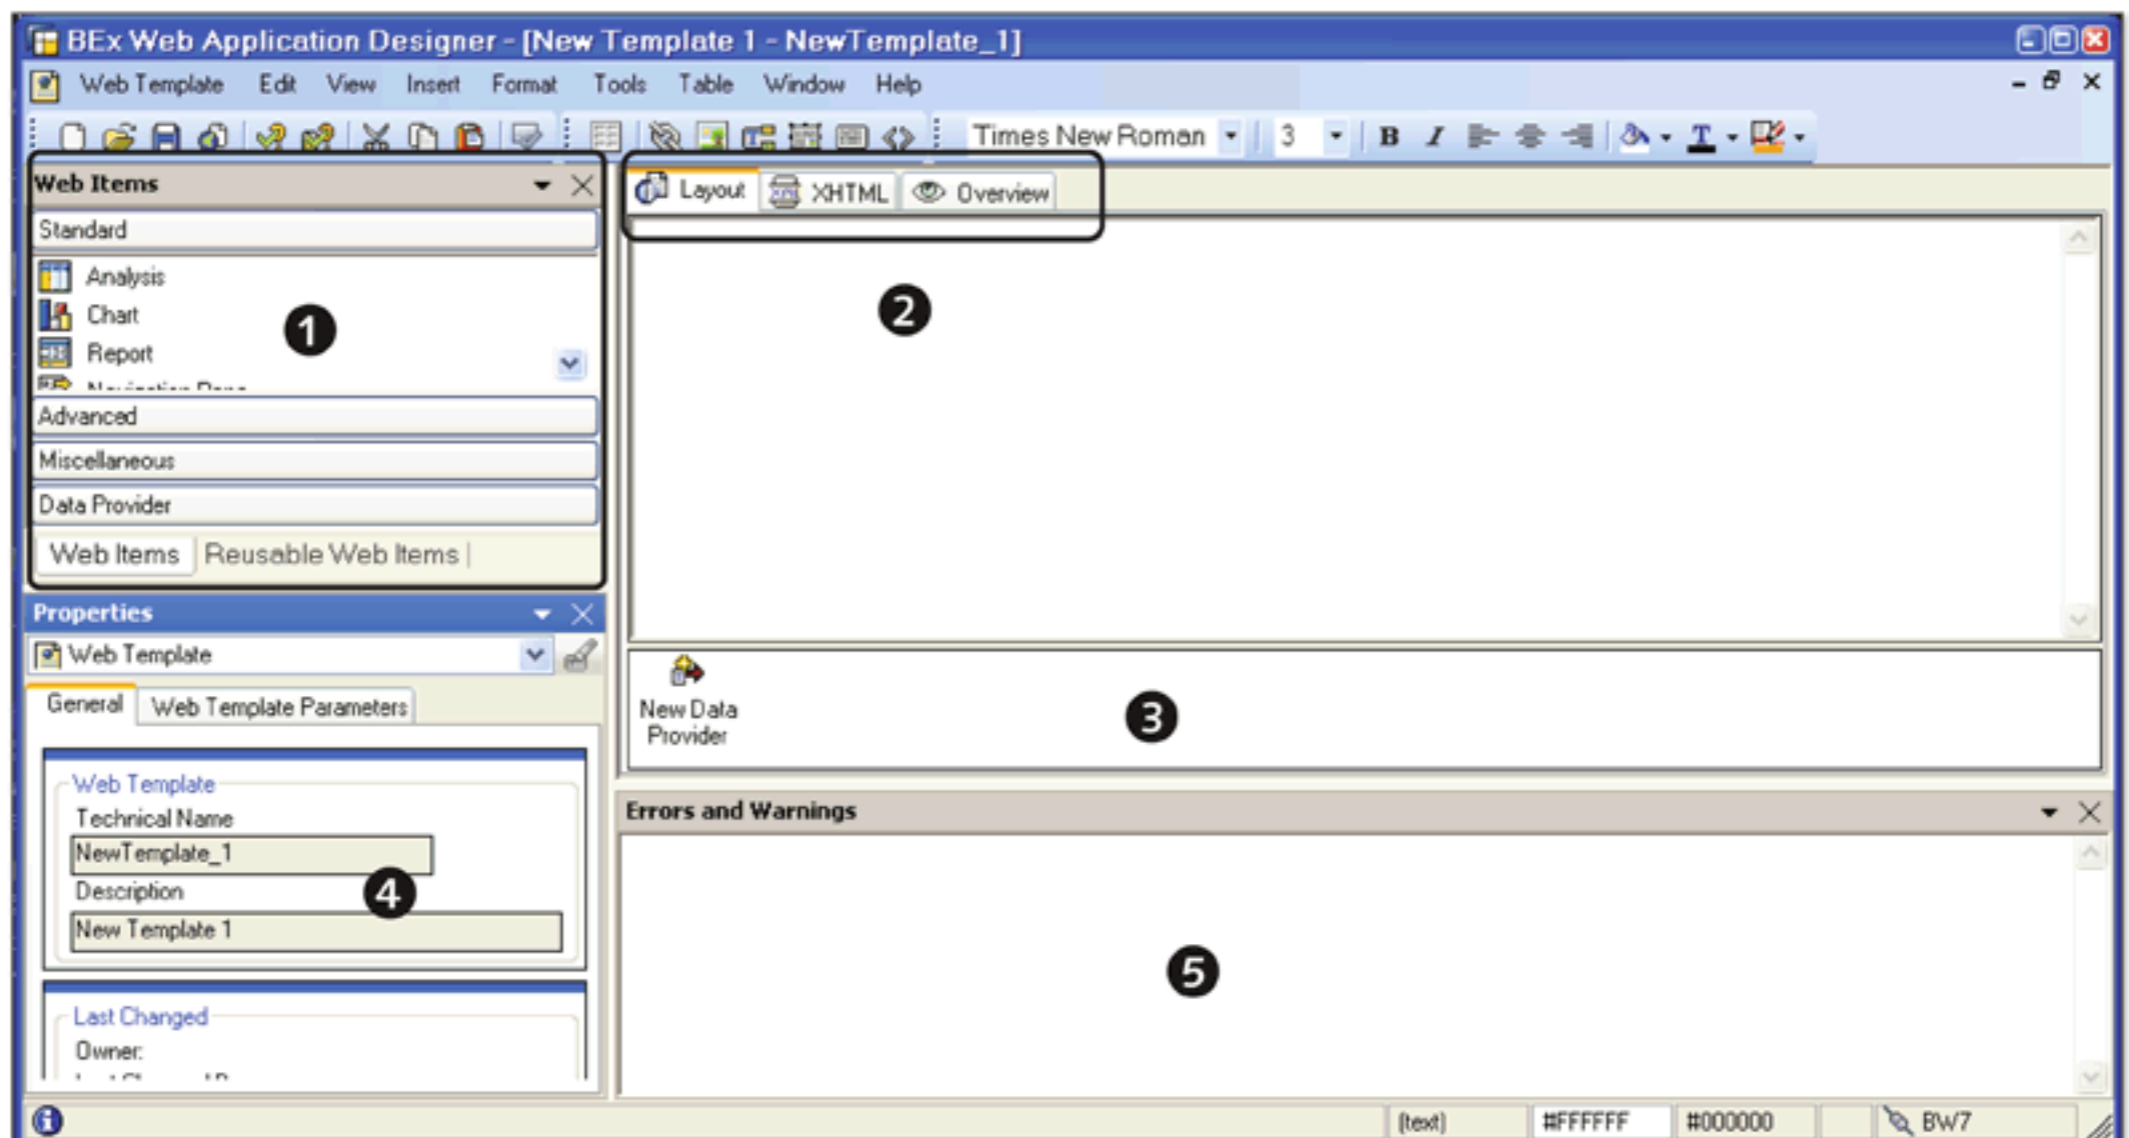 BEx Web Application Designer - [New Template 1 - NewTemplate_1]
Web Template Edit View Insert Format Tools Table Window Help
Times New Roman 3 B I T
Web Items
Standard
Analysis
Chart
Report
Navigation Pane
Advanced
Miscellaneous
Data Provider
Web Items Reusable Web Items
1
Layout XHTML Overview
2
New Data
Provider
3
Properties
Web Template
General Web Template Parameters
Web Template
Technical Name
NewTemplate_1
Description
New Template 1
4
Last Changed
Owner:
Errors and Warnings
5
(text) #FFFFFF #000000 BW7